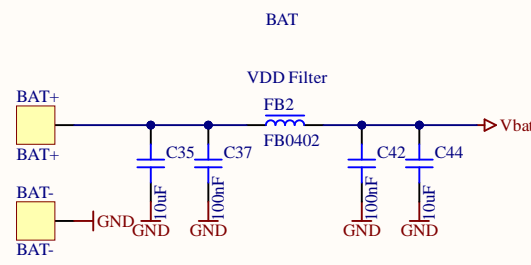 BAT
VDD Filter
BAT+
FB2
BAT+
FB0402
C35
C37
C42
C44
Vbat
10uF
100nF
100nF
10uF
BAT-
GND
GND
GND
GND
GND
BAT-